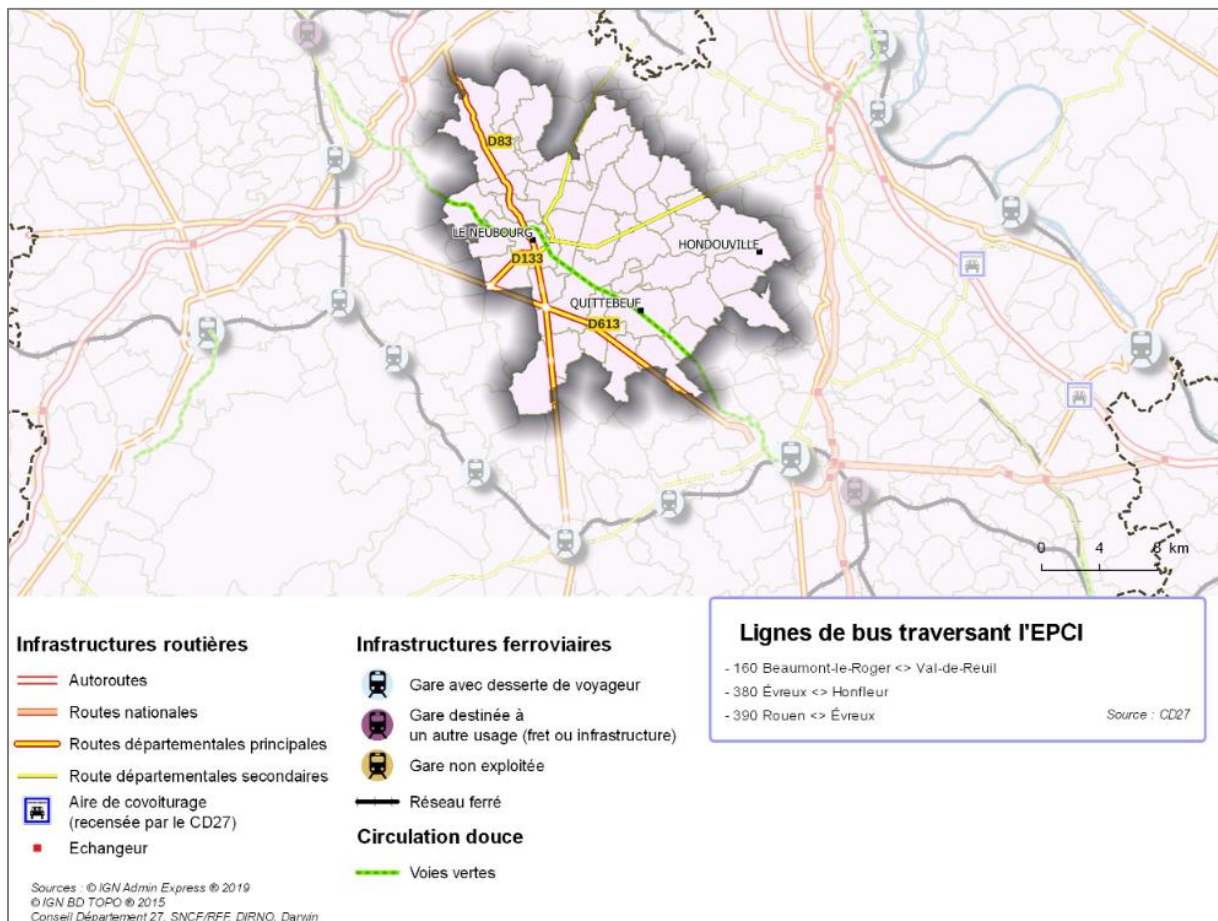 D83
LE NEUBOURG
D133
HONDOUVILLE
QUITTEBEUF
D613
0 4 8 km
Infrastructures routières
Autoroutes
Routes nationales
Routes départementales principales
Route départementales secondaires
Aire de covoiturage
(recensée par le CD27)
Echangeur
Sources : © IGN Admin Express ® 2019
© IGN BD TOPO ® 2015
Conseil Département 27, SNCF/RFF, DIRNO, Darwin
Infrastructures ferroviaires
Gare avec desserte de voyageur
Gare destinée à
un autre usage (fret ou infrastructure)
Gare non exploitée
Réseau ferré
Circulation douce
Voies vertes
Lignes de bus traversant l'EPCI
- 160 Beaumont-le-Roger <> Val-de-Reuil
- 380 Évreux <> Honfleur
- 390 Rouen <> Évreux
Source : CD27